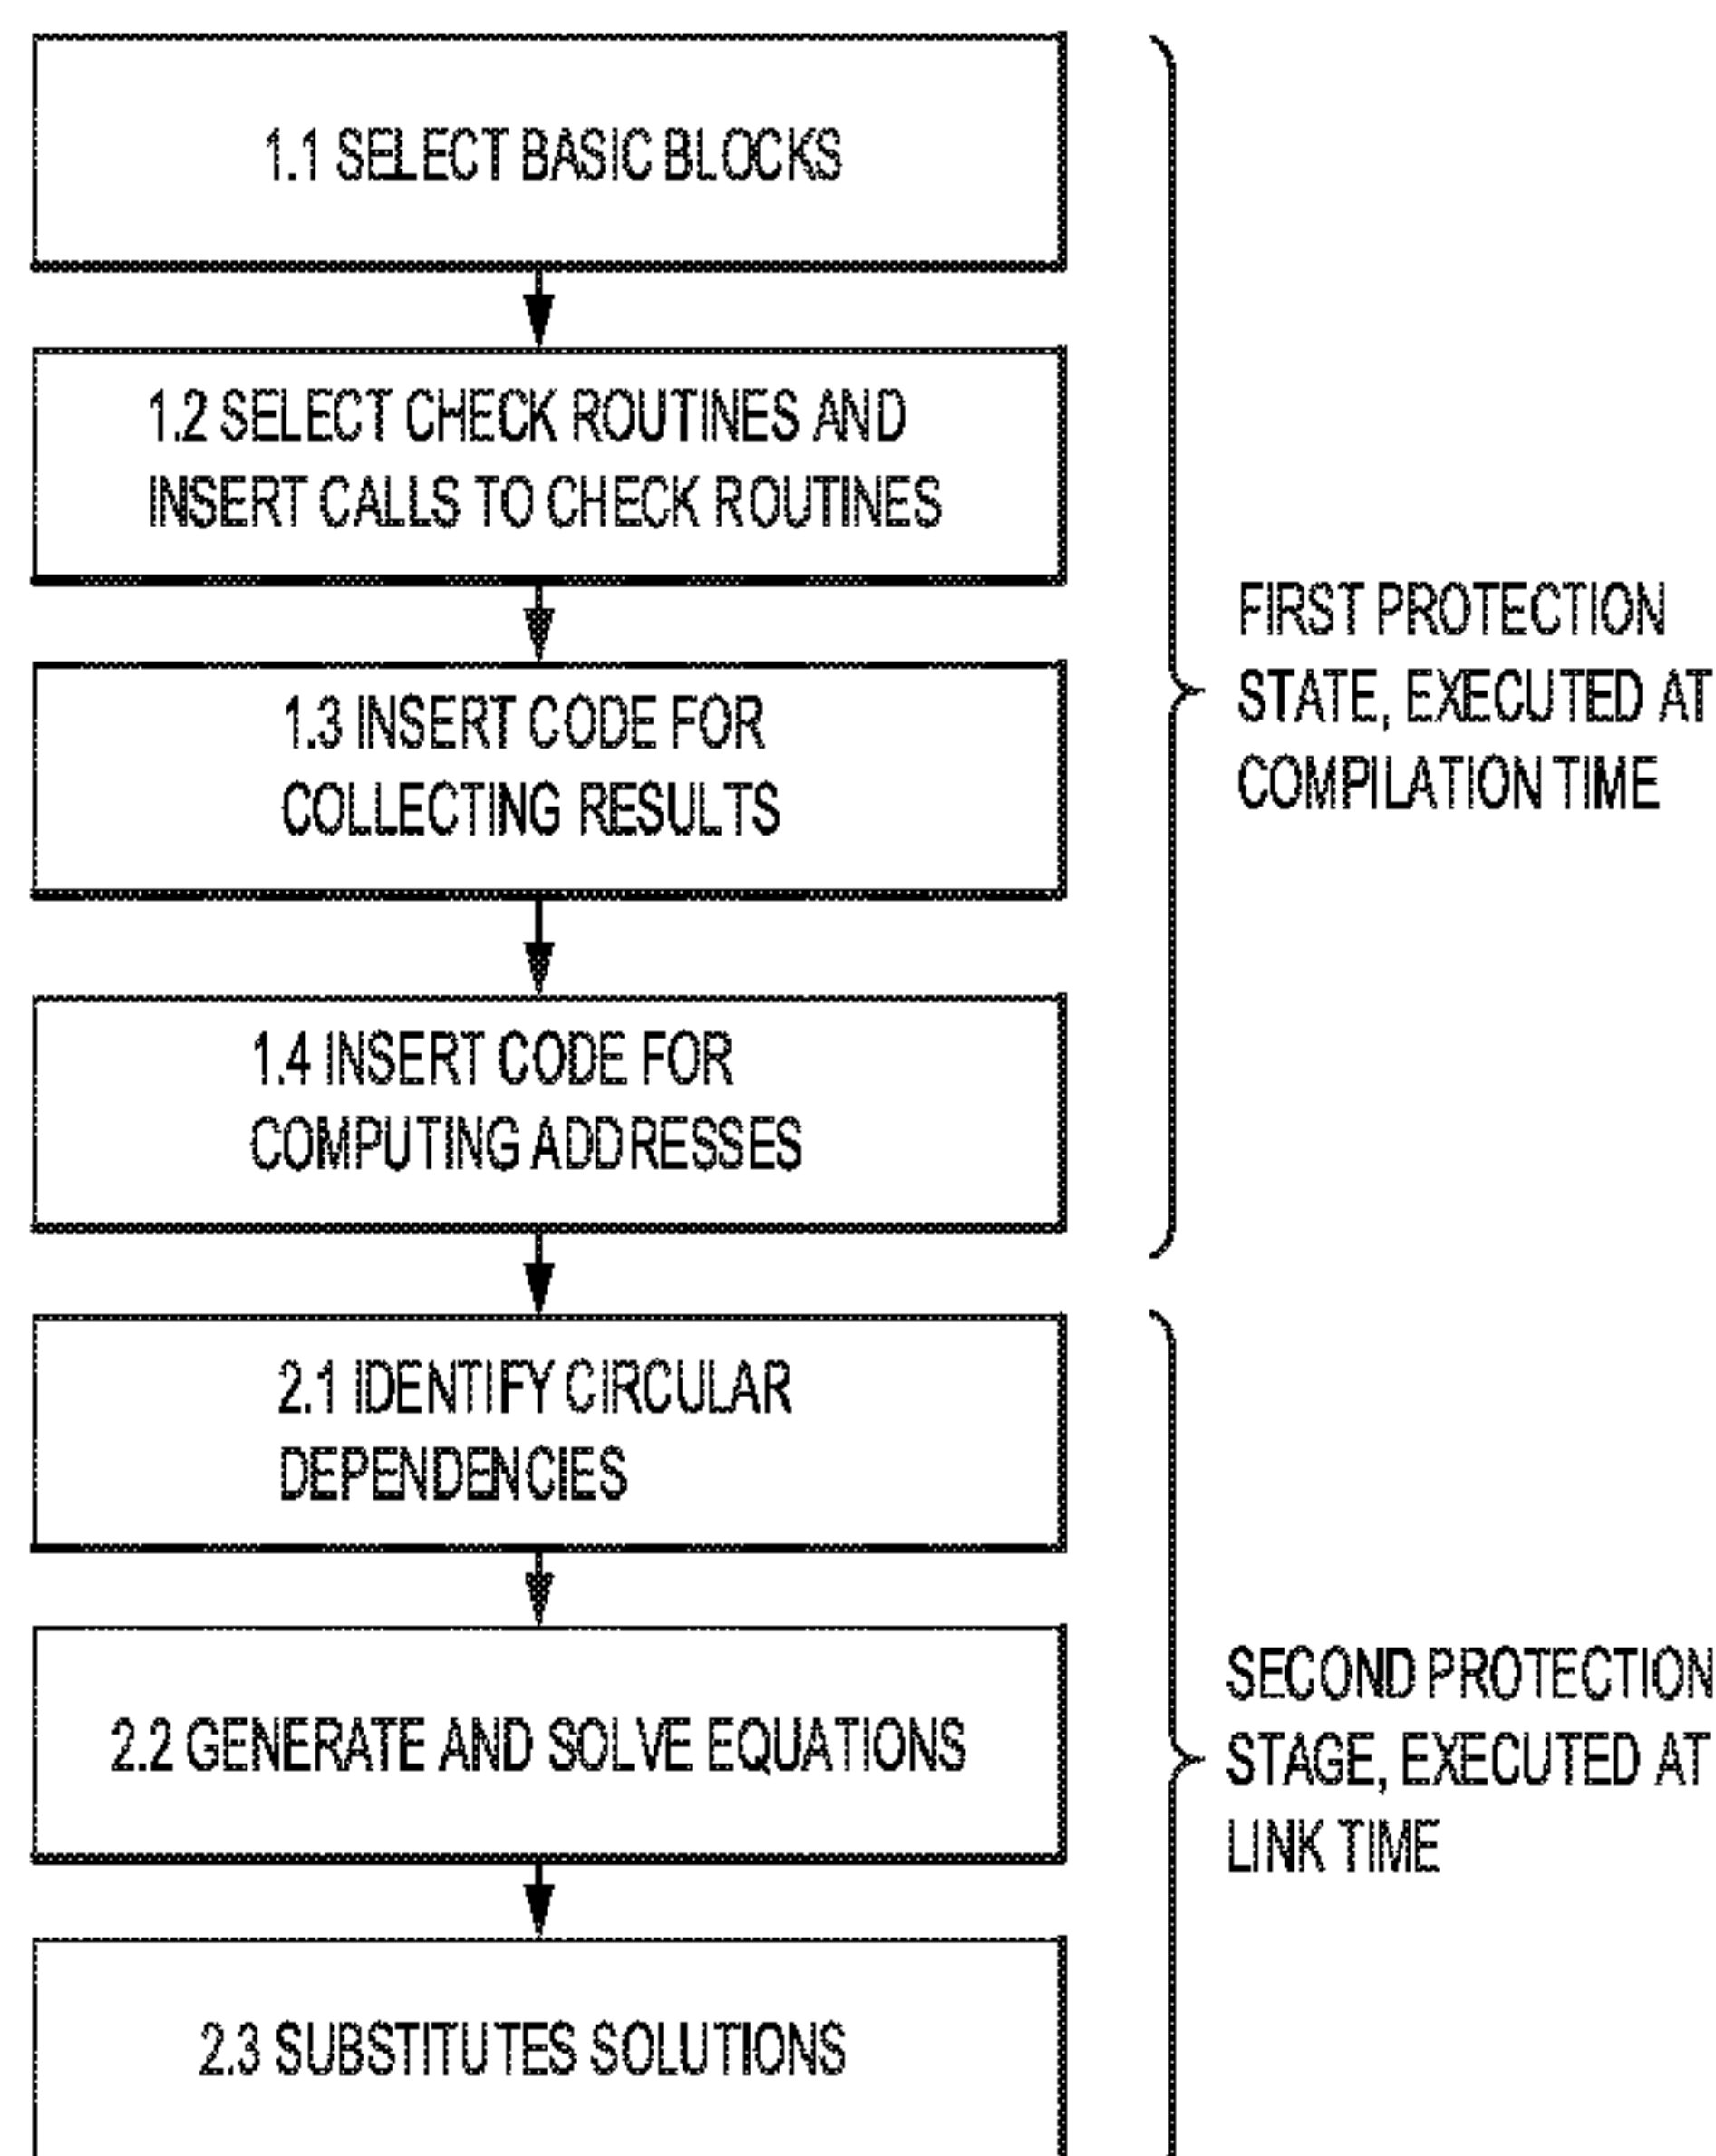 1.1 SELECT BASIC BLOCKS
1.2 SELECT CHECK ROUTINES AND
INSERT CALLS TO CHECK ROUTINES
1.3 INSERT CODE FOR
COLLECTING RESULTS
1.4 INSERT CODE FOR
COMPUTING ADDRESSES
FIRST PROTECTION
STATE, EXECUTED AT
COMPILATION TIME
2.1 IDENTIFY CIRCULAR
DEPENDENCIES
2.2 GENERATE AND SOLVE EQUATIONS
2.3 SUBSTITUTES SOLUTIONS
SECOND PROTECTION
STAGE, EXECUTED AT
LINK TIME